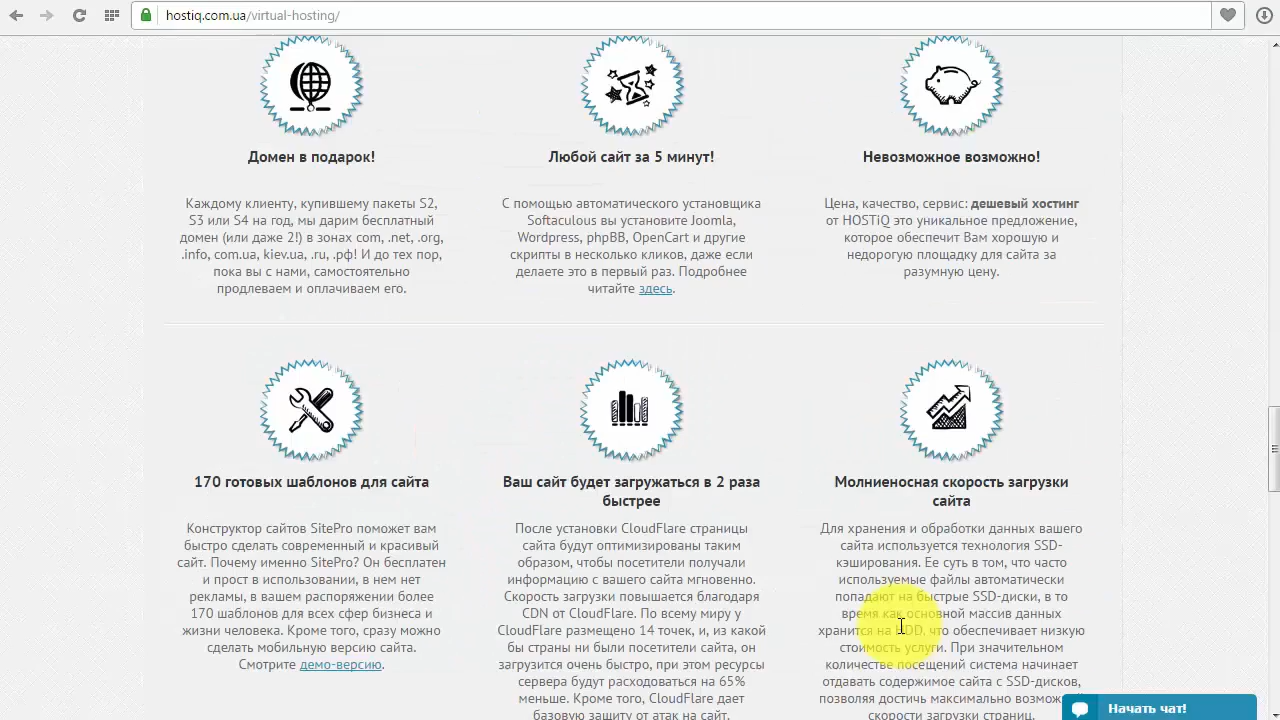 hostiq.com.ua/virtual-hosting/
Домен в подарок!
Каждому клиенту, купившему пакеты S2,
S3 или S4 на год, мы дарим бесплатный
домен (или даже 2!) в зонах com, .net, .org,
.info, com.ua, kiev.ua, .ru, .рф! И до тех пор,
пока вы с нами, самостоятельно
продлеваем и оплачиваем его.
Любой сайт за 5 минут!
С помощью автоматического установщика
Softaculous вы установите Joomla,
Wordpress, phpBB, OpenCart и другие
скрипты в несколько кликов, даже если
делаете это в первый раз. Подробнее
читайте здесь.
Невозможное возможно!
Цена, качество, сервис: дешевый хостинг
от HOSTiQ это уникальное предложение,
которое обеспечит Вам хорошую и
недорогую площадку для сайта за
разумную цену.
170 готовых шаблонов для сайта
Конструктор сайтов SitePro поможет вам
быстро сделать современный и красивый
сайт. Почему именно SitePro? Он бесплатен
и прост в использовании, в нем нет
рекламы, в вашем распоряжении более
170 шаблонов для всех сфер бизнеса и
жизни человека. Кроме того, сразу можно
сделать мобильную версию сайта.
Смотрите демо-версию.
Ваш сайт будет загружаться в 2 раза
быстрее
После установки CloudFlare страницы
сайта будут оптимизированы таким
образом, чтобы посетители получали
информацию с вашего сайта мгновенно.
Скорость загрузки повышается благодаря
CDN от CloudFlare. По всему миру у
CloudFlare размещено 14 точек, и, из какой
бы страны ни были посетители сайта, он
загрузится очень быстро, при этом ресурсы
сервера будут расходоваться на 65%
меньше. Кроме того, CloudFlare дает
базовую защиту от атак на сайт.
Молниеносная скорость загрузки
сайта
Для хранения и обработки данных вашего
сайта используется технология SSD-
кэширования. Ее суть в том, что часто
используемые файлы автоматически
попадают на быстрые SSD-диски, в то
время как основной массив данных
хранится на HDD, что обеспечивает низкую
стоимость услуги. При значительном
количестве посещений система начинает
отдавать содержимое сайта с SSD-дисков,
позволяя достичь максимально возмож
скорости загрузки страниц.
Начать чат!